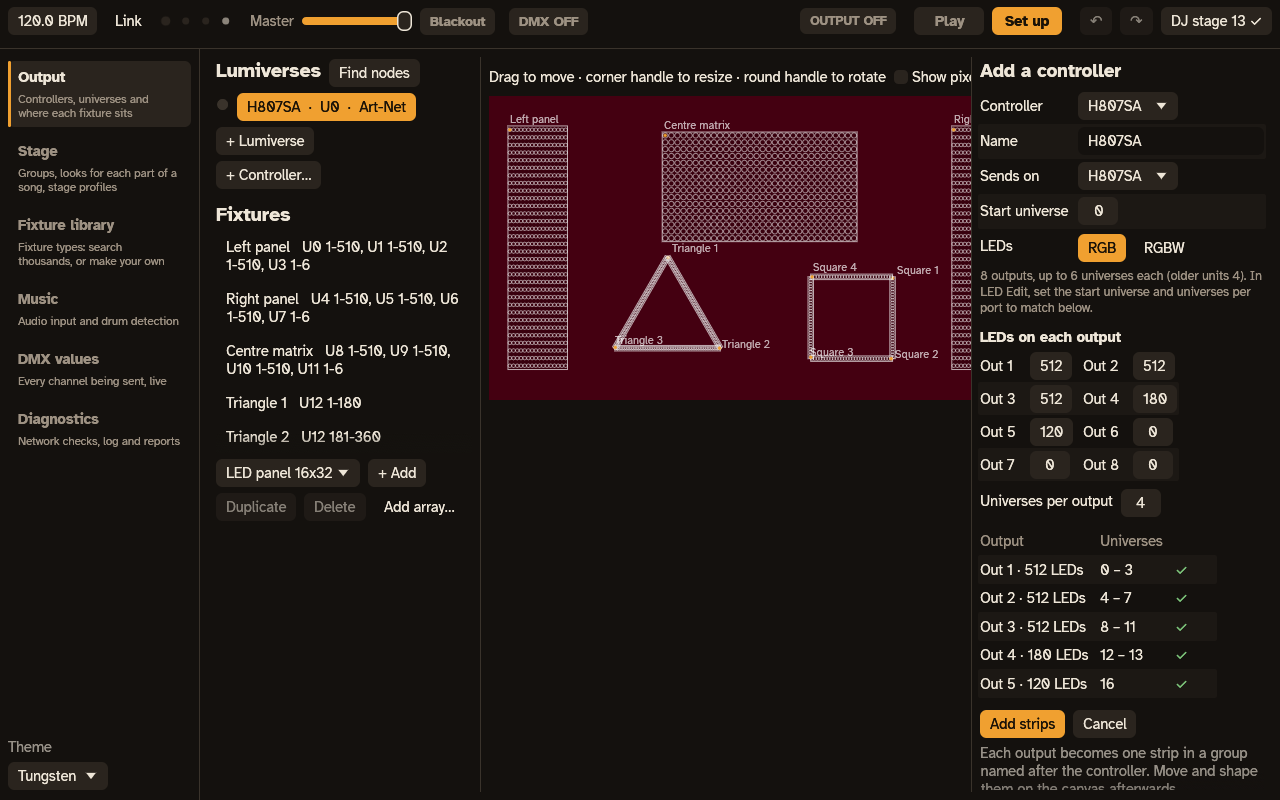 120.0 BPM Link Master Blackout DMX OFF OUTPUT OFF Play Set up ↶ ↷ DJ stage 13 ✓
Output
Controllers, universes and
where each fixture sits
Stage
Groups, looks for each part of a
song, stage profiles
Fixture library
Fixture types: search
thousands, or make your own
Music
Audio input and drum detection
DMX values
Every channel being sent, live
Diagnostics
Network checks, log and reports
Theme
Tungsten
Lumiverses Find nodes
H807SA · U0 · Art-Net
+ Lumiverse
+ Controller...
Fixtures
Left panel U0 1-510, U1 1-510, U2
1-510, U3 1-6
Right panel U4 1-510, U5 1-510, U6
1-510, U7 1-6
Centre matrix U8 1-510, U9 1-510,
U10 1-510, U11 1-6
Triangle 1 U12 1-180
Triangle 2 U12 181-360
LED panel 16x32 + Add
Duplicate Delete Add array...
Drag to move · corner handle to resize · round handle to rotate Show pixe
Left panel
Centre matrix
Righ
Triangle 1
Square 4
Square 1
Triangle 3
Triangle 2
Square 3
Square 2
Add a controller
Controller H807SA
Name H807SA
Sends on H807SA
Start universe 0
LEDs RGB RGBW
8 outputs, up to 6 universes each (older units 4). In
LED Edit, set the start universe and universes per
port to match below.
LEDs on each output
Out 1 512 Out 2 512
Out 3 512 Out 4 180
Out 5 120 Out 6 0
Out 7 0 Out 8 0
Universes per output 4
Output Universes
Out 1 · 512 LEDs 0 – 3 ✓
Out 2 · 512 LEDs 4 – 7 ✓
Out 3 · 512 LEDs 8 – 11 ✓
Out 4 · 180 LEDs 12 – 13 ✓
Out 5 · 120 LEDs 16 ✓
Add strips Cancel
Each output becomes one strip in a group
named after the controller. Move and shape
them on the canvas afterwards